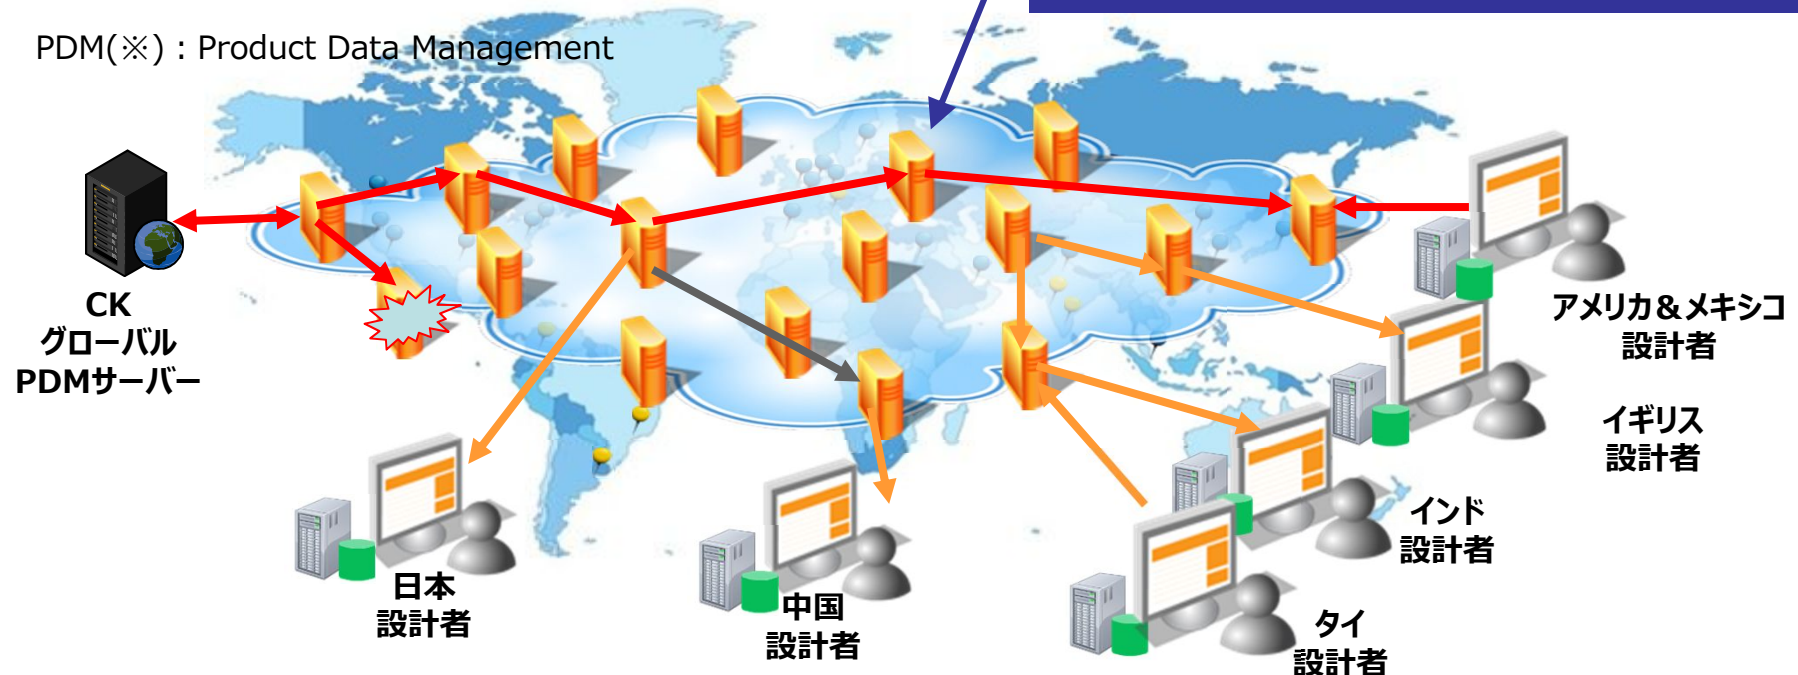 PDM(※) : Product Data Management
CK
グローバル
PDMサーバー
アメリカ＆メキシコ
設計者
イギリス
設計者
インド
設計者
日本
設計者
中国
設計者
タイ
設計者